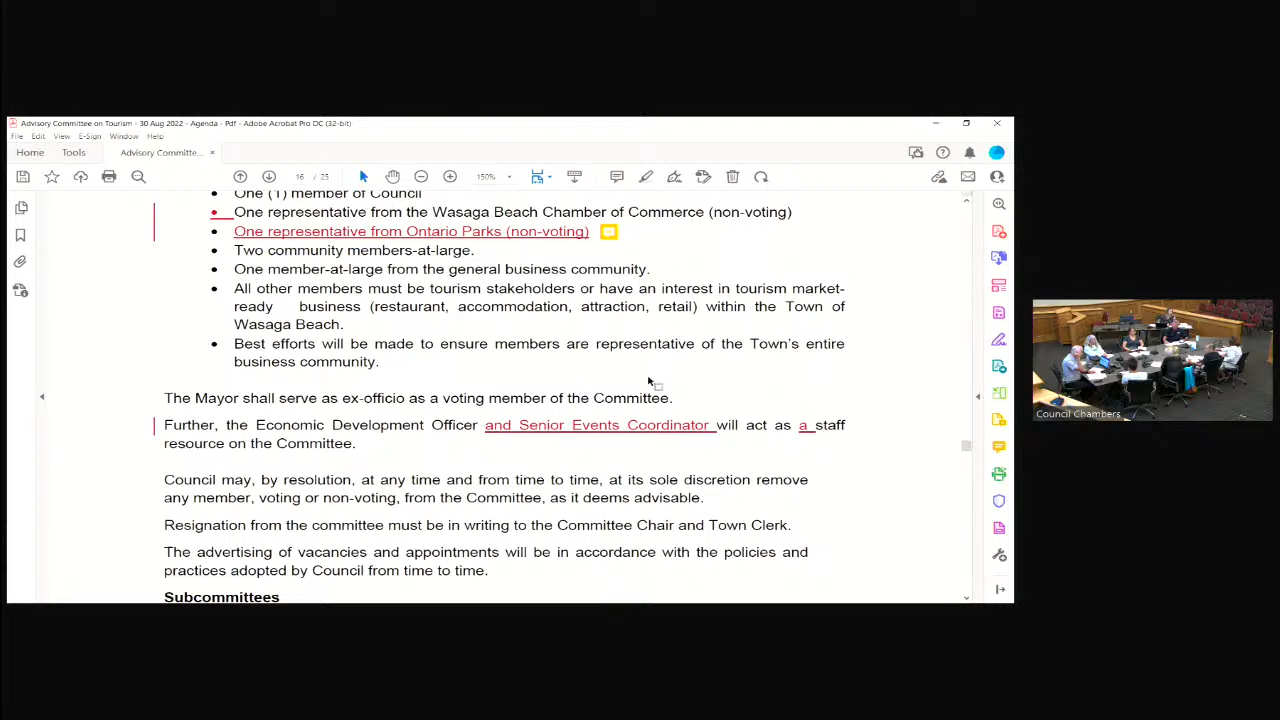 Advisory Committee on Tourism - 30 Aug 2022 - Agenda - Pdf - Adobe Acrobat Pro DC (32-bit)
File Edit View E-Sign Window Help
Home Tools Advisory Committe... ×
16 / 25 150%
• One (1) member of Council
• One representative from the Wasaga Beach Chamber of Commerce (non-voting)
• One representative from Ontario Parks (non-voting)
• Two community members-at-large.
• One member-at-large from the general business community.
• All other members must be tourism stakeholders or have an interest in tourism market-
ready business (restaurant, accommodation, attraction, retail) within the Town of
Wasaga Beach.
• Best efforts will be made to ensure members are representative of the Town's entire
business community.
The Mayor shall serve as ex-officio as a voting member of the Committee.
Further, the Economic Development Officer and Senior Events Coordinator will act as a staff
resource on the Committee.
Council may, by resolution, at any time and from time to time, at its sole discretion remove
any member, voting or non-voting, from the Committee, as it deems advisable.
Resignation from the committee must be in writing to the Committee Chair and Town Clerk.
The advertising of vacancies and appointments will be in accordance with the policies and
practices adopted by Council from time to time.
Subcommittees
Council Chambers